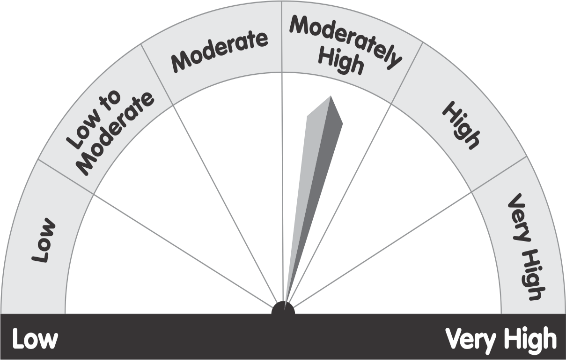 Low
Low to
Moderate
Moderate
Moderately
High
High
Very High
Low
Very High